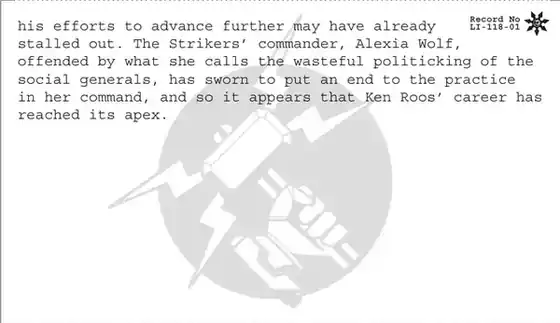 his efforts to advance further may have already
stalled out. The Strikers’ commander, Alexia Wolf,
offended by what she calls the wasteful politicking of the
social generals, has sworn to put an end to the practice
in her command, and so it appears that Ken Roos’ career has
reached its apex.
Record No
LI-118-01